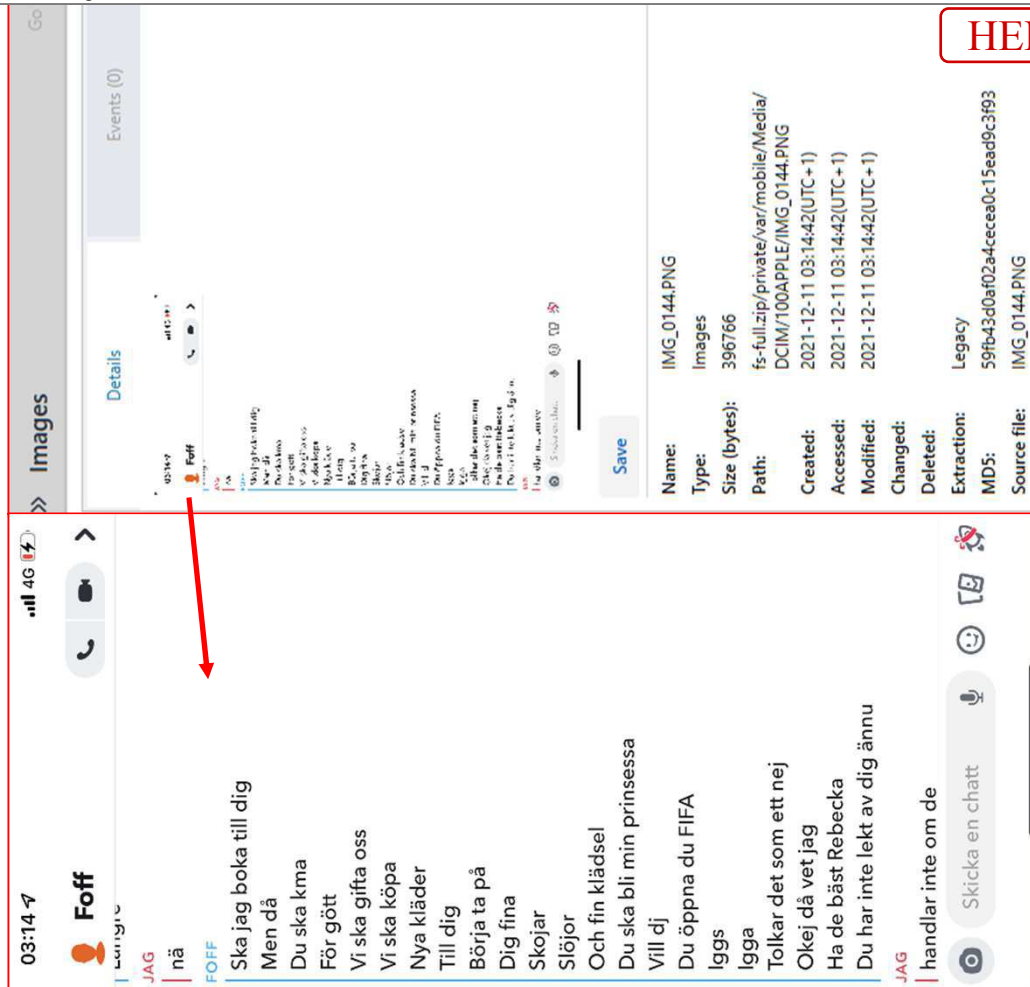 03:14
4G
Foff
JAG
nä
FOFF
Ska jag boka till dig
Men då
Du ska kma
För gött
Vi ska gifta oss
Vi ska köpa
Nya kläder
Till dig
Börja ta på
Dig fina
Skojar
Slöjor
Och fin klädsel
Du ska bli min prinsessa
Vill dj
Du öppna du FIFA
Iggs
Igga
Tolkar det som ett nej
Okej då vet jag
Ha de bäst Rebecka
Du har inte lekt av dig ännu
JAG
handlar inte om de
Skicka en chatt
Images
Go
Details
Events (0)
03:14
Foff
Save
Name: IMG_0144.PNG
Type: Images
Size (bytes): 396766
Path: fs-full.zip/private/var/mobile/Media/
DCIM/100APPLE/IMG_0144.PNG
Created: 2021-12-11 03:14:42(UTC+1)
Accessed: 2021-12-11 03:14:42(UTC+1)
Modified: 2021-12-11 03:14:42(UTC+1)
Changed:
Deleted:
Extraction: Legacy
MD5: 59fb43d0af02a4cecea0c15ead9c3f93
Source file: IMG_0144.PNG